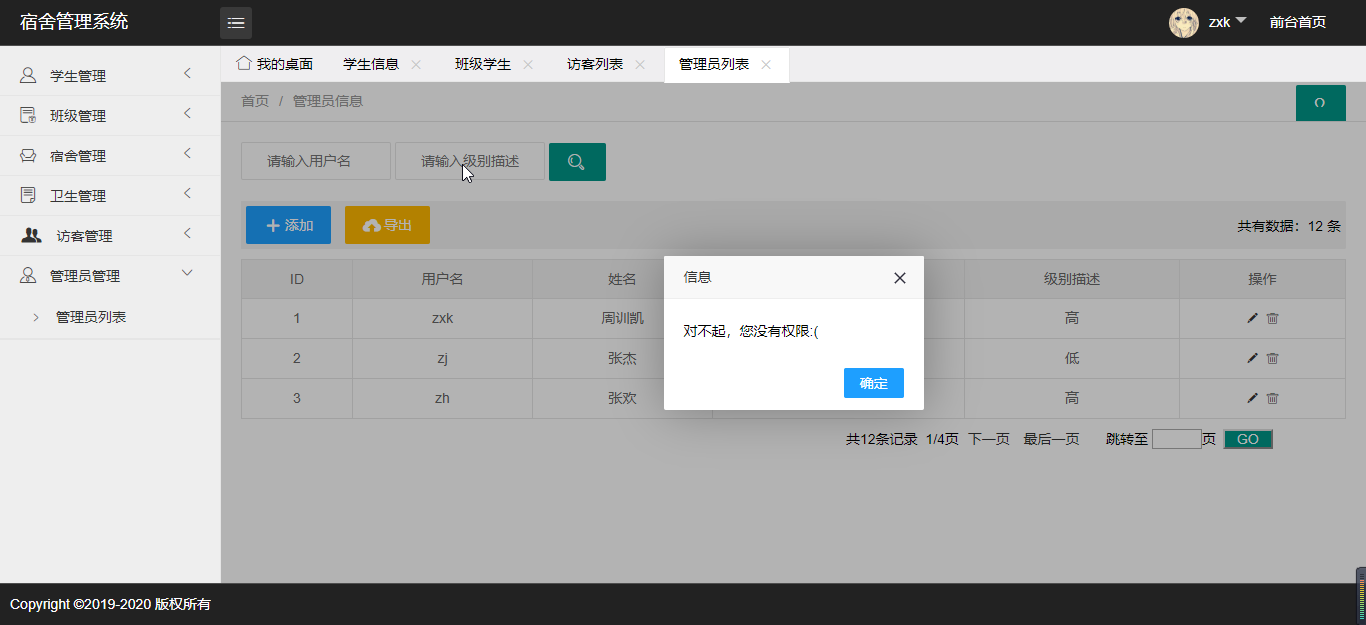 宿舍管理系统
zxk
前台首页
学生管理
班级管理
宿舍管理
卫生管理
访客管理
管理员管理
管理员列表
我的桌面
学生信息
班级学生
访客列表
管理员列表
首页 / 管理员信息
请输入用户名
请输入级别描述
添加
导出
共有数据：12 条
ID 用户名 姓名 级别描述 操作
1 zxk 周训凯 高
2 zj 张杰 低
3 zh 张欢 高
信息
对不起，您没有权限:(
确定
共12条记录 1/4页 下一页 最后一页 跳转至 页 GO
Copyright ©2019-2020 版权所有